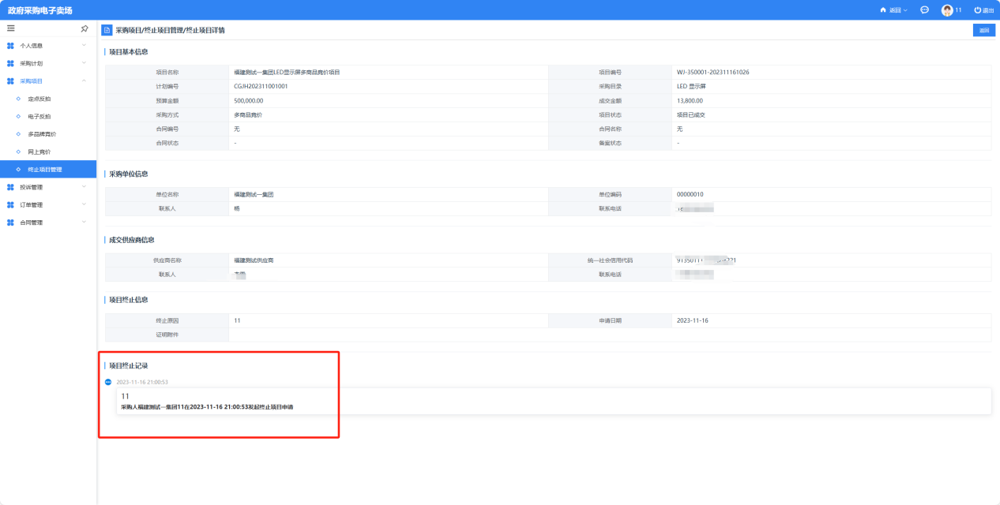 政府采购电子卖场
返回
11
退出
个人信息
采购计划
采购项目
定点反拍
电子反拍
多品牌竞价
网上竞价
终止项目管理
投诉管理
订单管理
合同管理
采购项目/终止项目管理/终止项目详情
返回
项目基本信息
项目名称 福建测试一集团LED显示屏多商品竞价项目 项目编号 WJ-350001-202311161026
计划编号 CGJH202311001001 采购目录 LED 显示屏
预算金额 500,000.00 成交金额 13,800.00
采购方式 多商品竞价 项目状态 项目已成交
合同编号 无 合同名称 无
合同状态 - 备案状态 -
采购单位信息
单位名称 福建测试一集团 单位编码 00000010
联系人 杨 联系电话
成交供应商信息
供应商名称 福建测试供应商 统一社会信用代码
联系人 联系电话
项目终止信息
终止原因 11 申请日期 2023-11-16
证明附件
项目终止记录
2023-11-16 21:00:53
11
采购人福建测试一集团11在2023-11-16 21:00:53发起终止项目申请